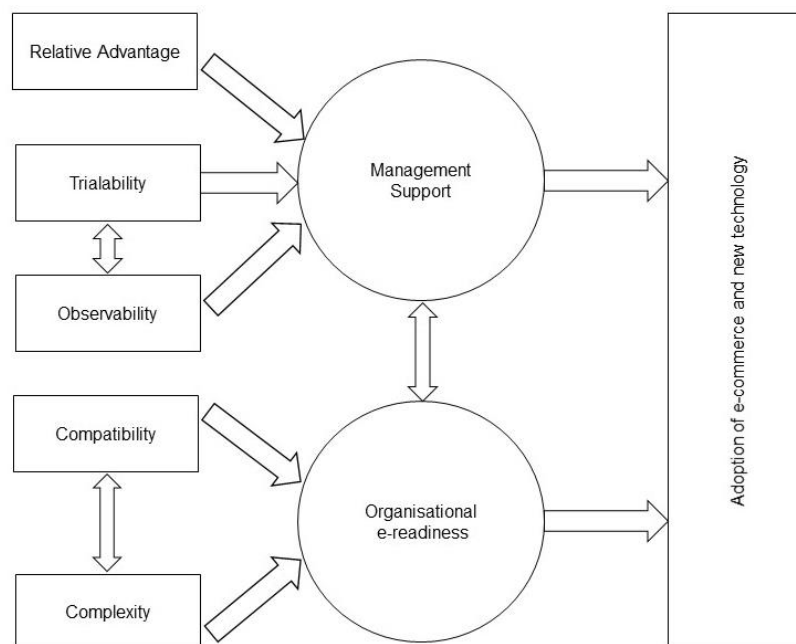 Relative Advantage
Trialability
Observability
Compatibility
Complexity
Management
Support
Organisational
e-readiness
Adoption of e-commerce and new technology